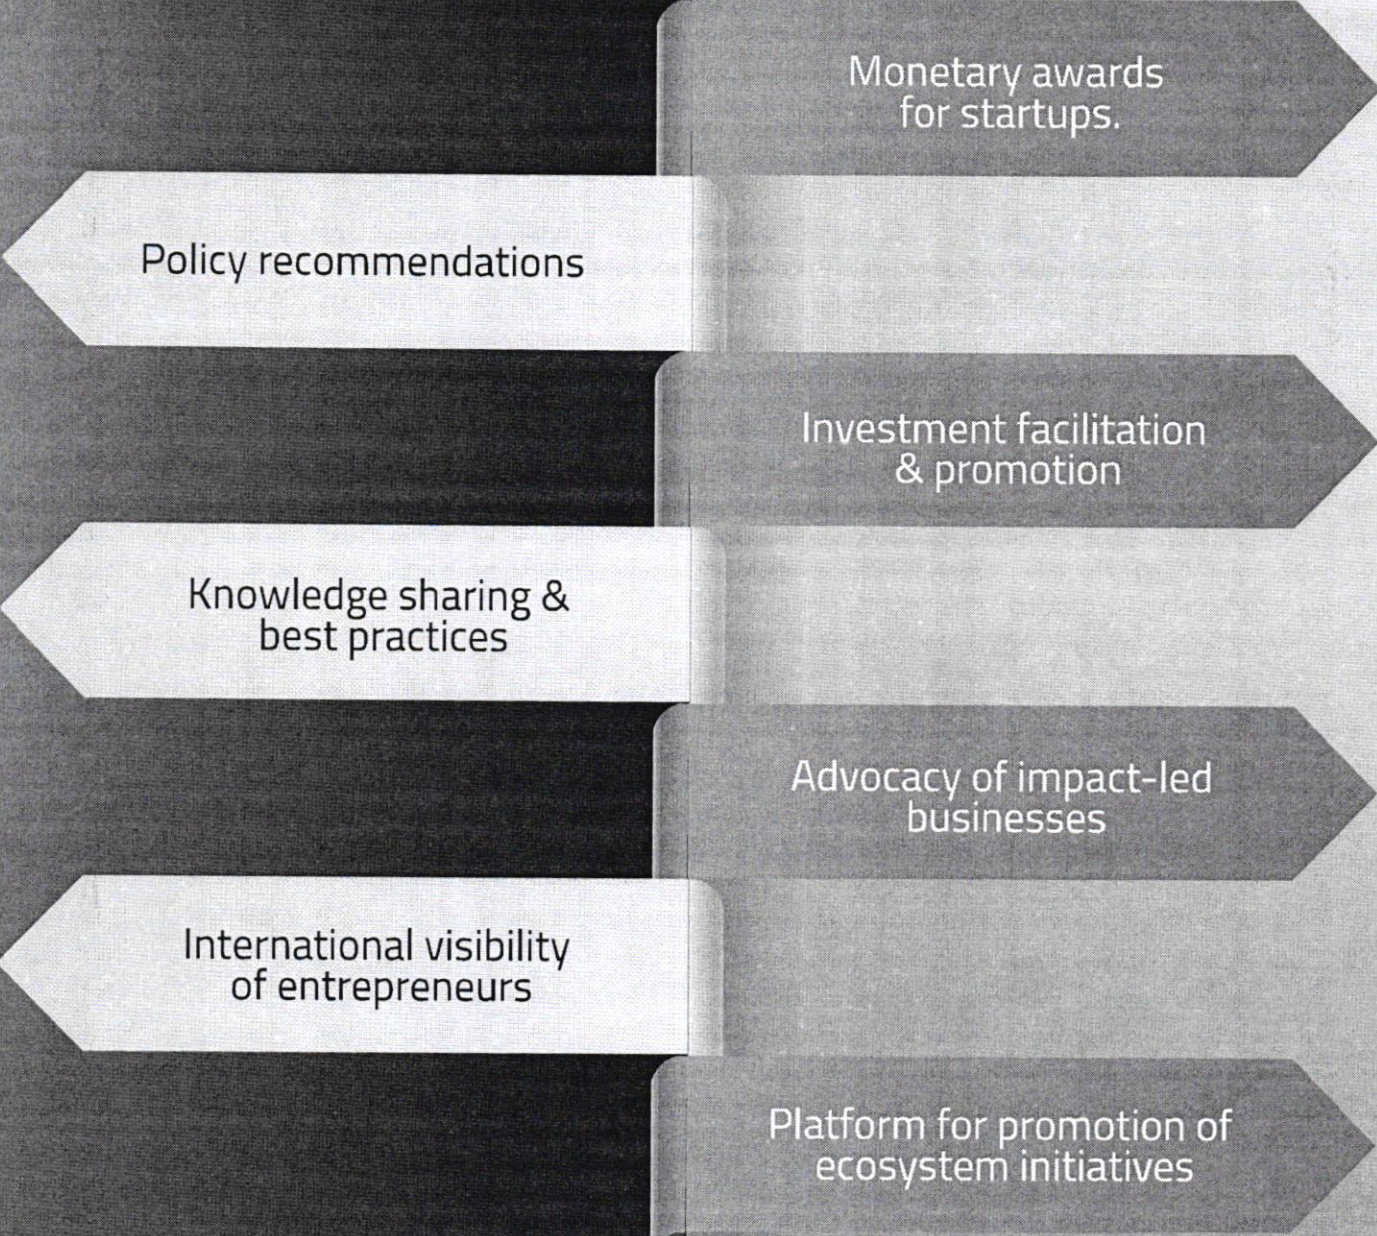 Monetary awards
for startups.
Policy recommendations
Investment facilitation
& promotion
Knowledge sharing &
best practices
Advocacy of impact-led
businesses
International visibility
of entrepreneurs
Platform for promotion of
ecosystem initiatives